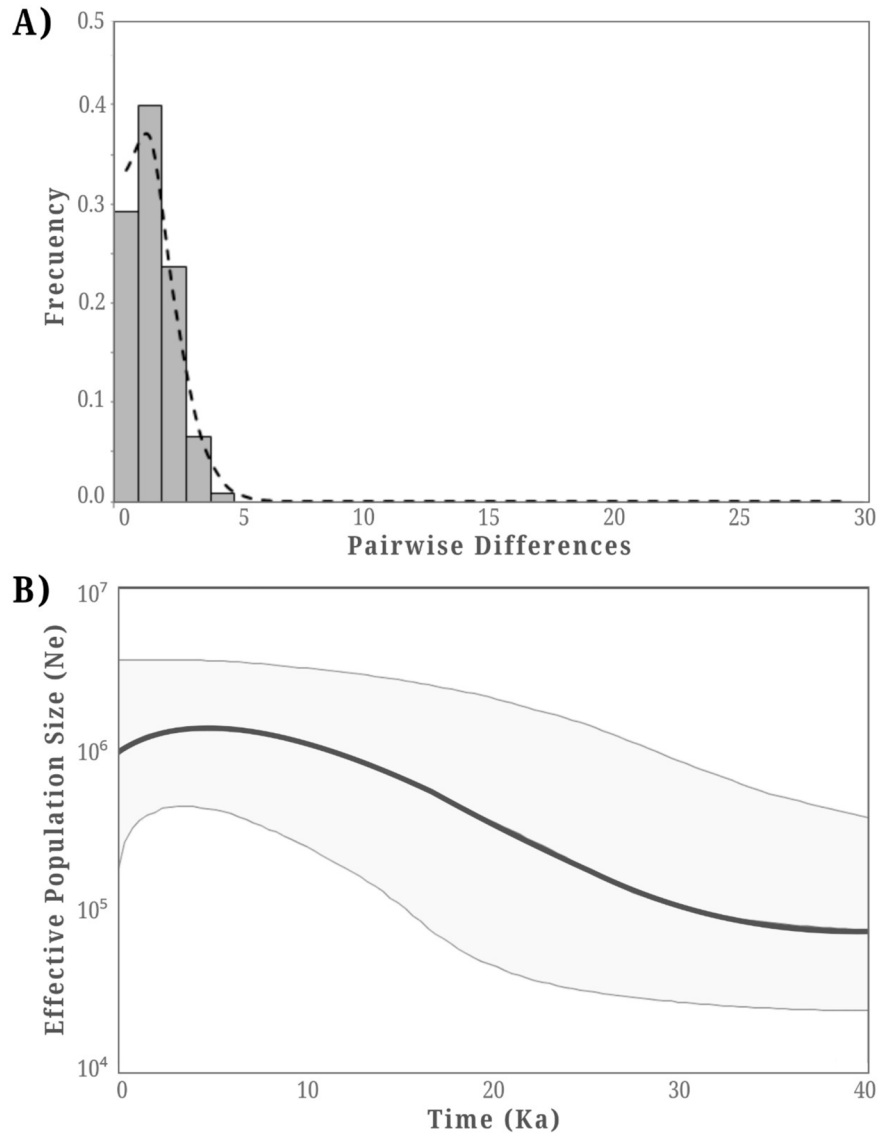 A)
0.5
0.4
0.3
0.2
0.1
0.0
Frecuency
0 5 10 15 20 25 30
Pairwise Differences
B)
10⁷
10⁶
10⁵
10⁴
Effective Population Size (Ne)
0 10 20 30 40
Time (Ka)